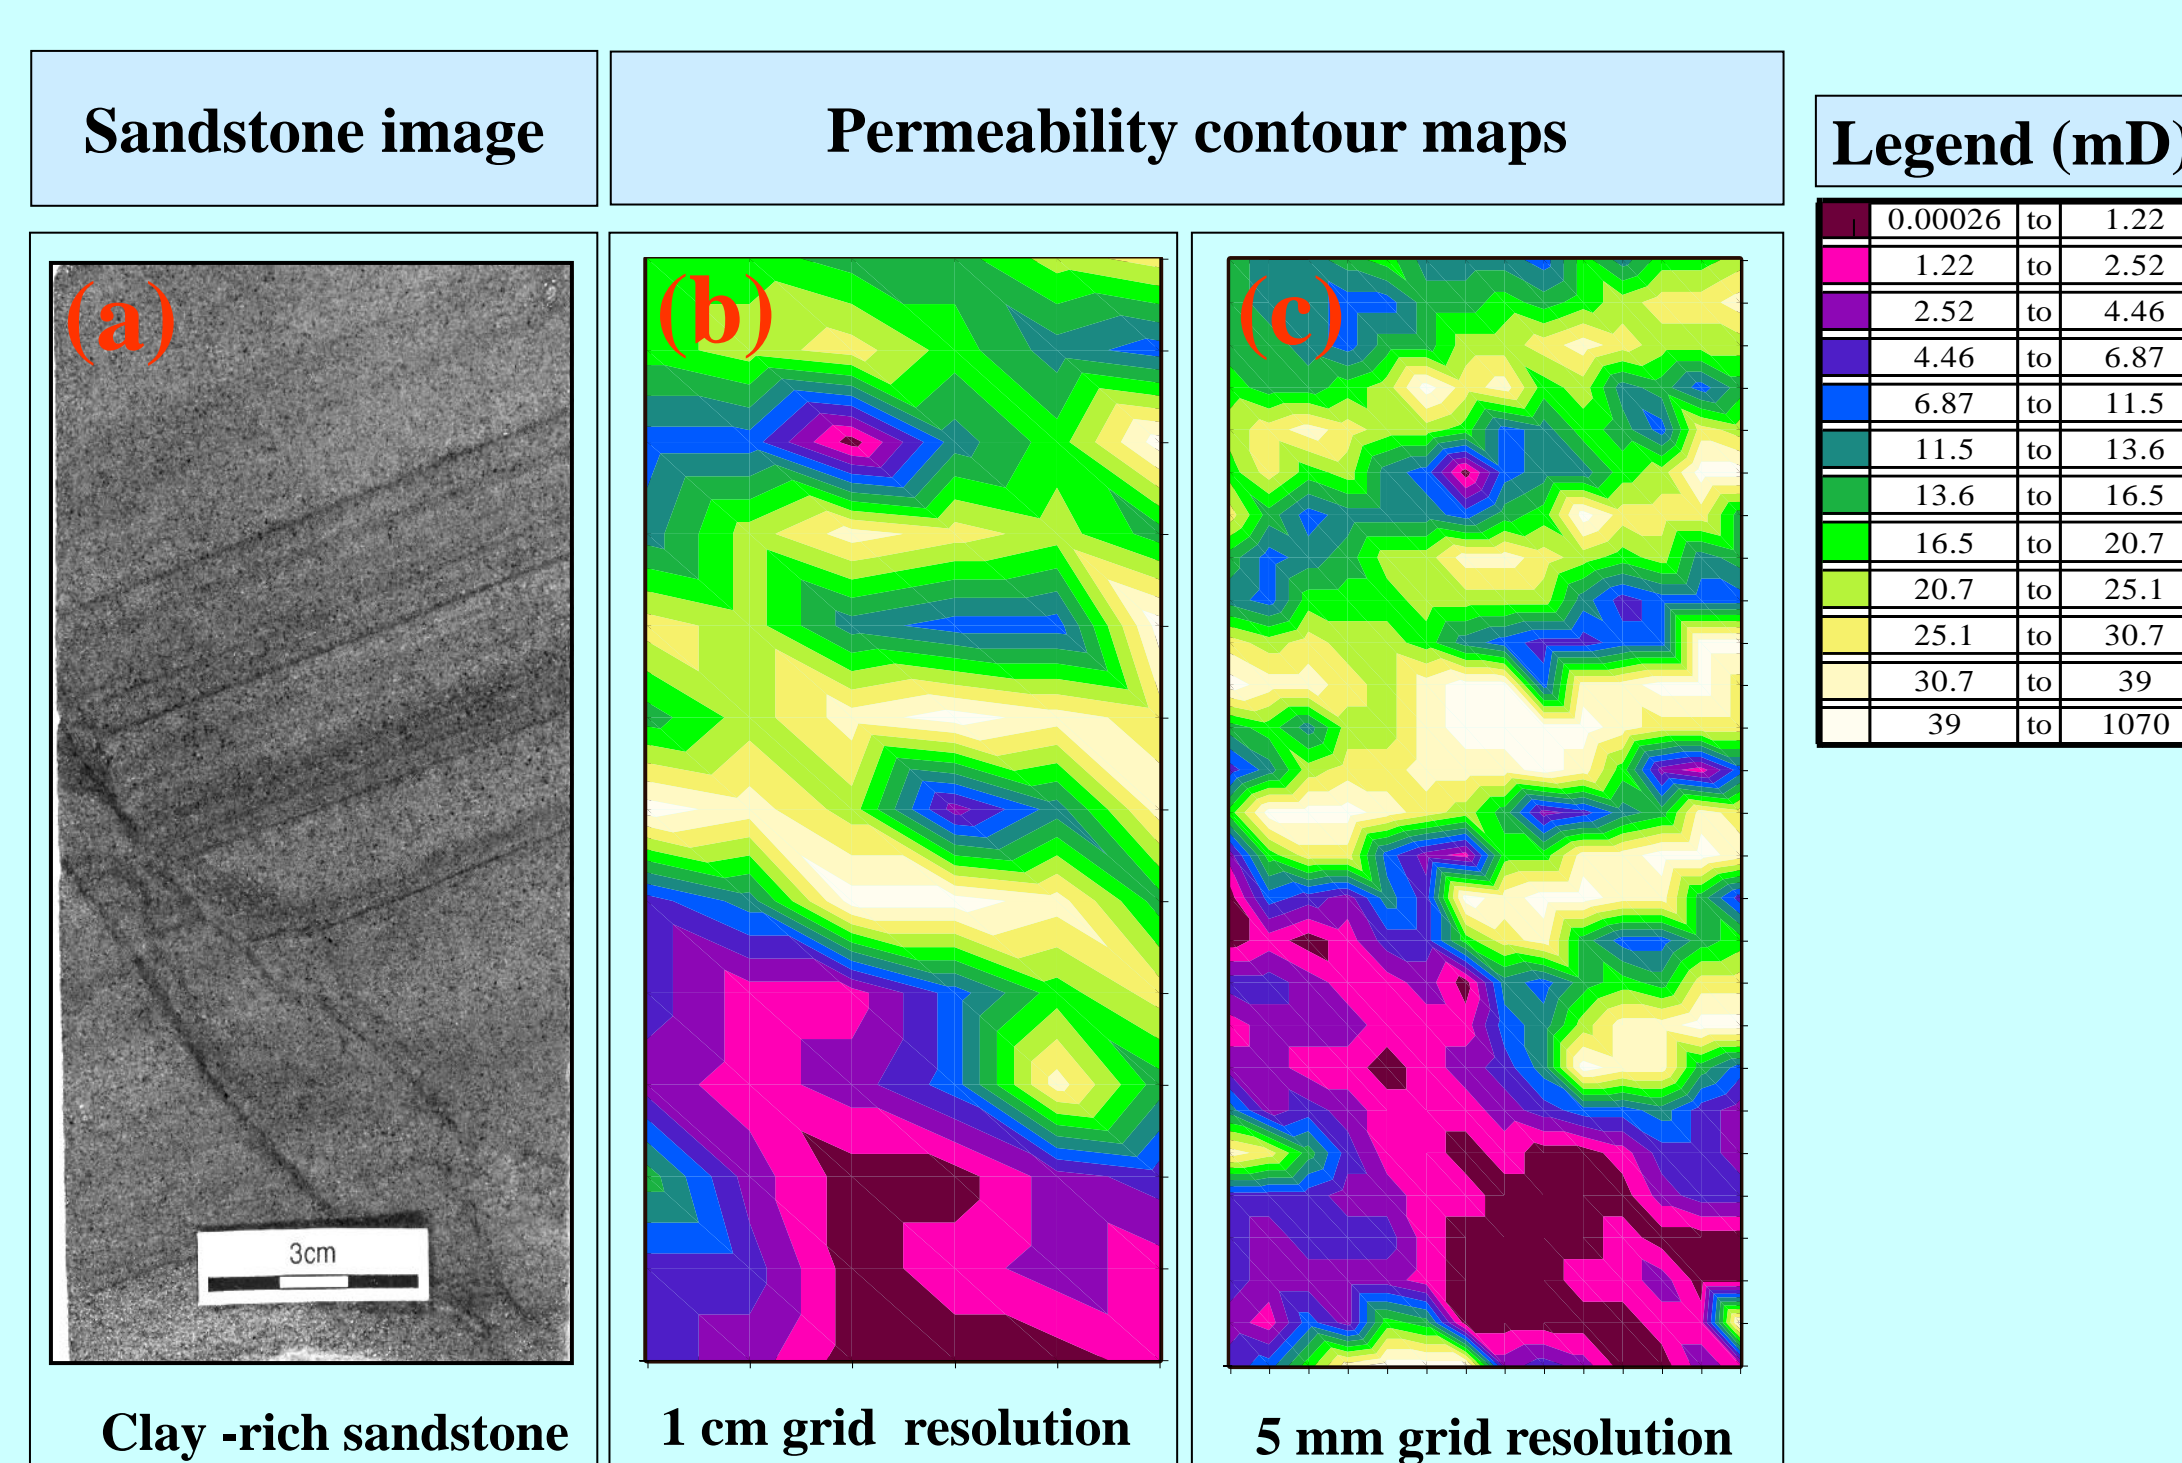 Sandstone image
Permeability contour maps
Legend (mD)
(a)
(b)
(c)
0.00026 to 1.22
1.22 to 2.52
2.52 to 4.46
4.46 to 6.87
6.87 to 11.5
11.5 to 13.6
13.6 to 16.5
16.5 to 20.7
20.7 to 25.1
25.1 to 30.7
30.7 to 39
39 to 1070
3cm
Clay -rich sandstone
1 cm grid resolution
5 mm grid resolution